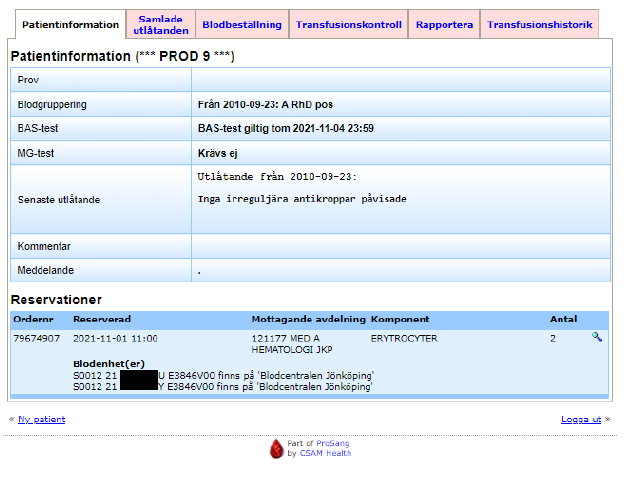 Patientinformation
Samlade utlåtanden
Blodbeställning
Transfusionskontroll
Rapportera
Transfusionshistorik
Patientinformation (*** PROD 9 ***)
Prov
Blodgruppering Från 2010-09-23: A RhD pos
BAS-test BAS-test giltig tom 2021-11-04 23:59
MG-test Krävs ej
Senaste utlåtande
Utlåtande från 2010-09-23:
Inga irreguljära antikroppar påvisade
Kommentar
Meddelande .
Reservationer
Ordernr Reserverad Mottagande avdelning Komponent Antal
79674907 2021-11-01 11:00 121177 MED A ERYTROCYTER 2
HEMATOLOGI JKP
Blodenhet(er)
S0012 21 U E3846V00 finns på 'Blodcentralen Jönköping'
S0012 21 Y E3846V00 finns på 'Blodcentralen Jönköping'
« Ny patient Logga ut »
Part of ProSang
by CSAM Health